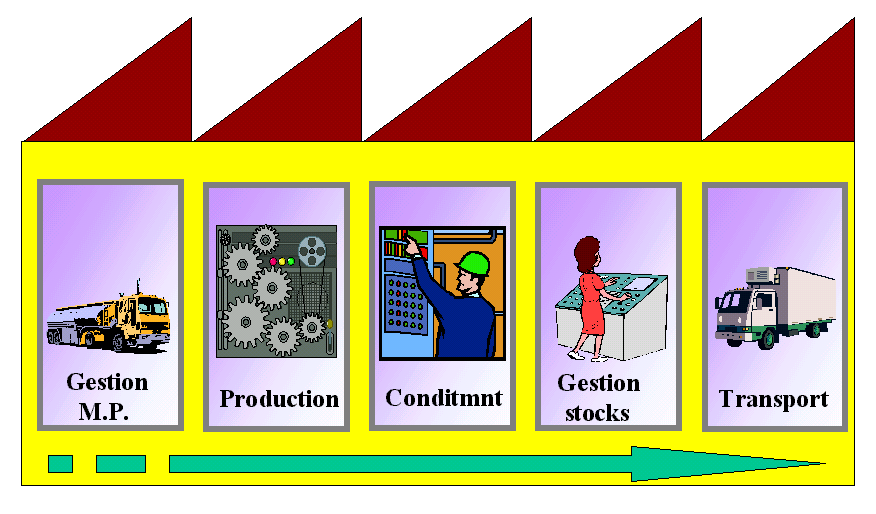 Gestion
M.P.
Production
Conditmnt
Gestion
stocks
Transport